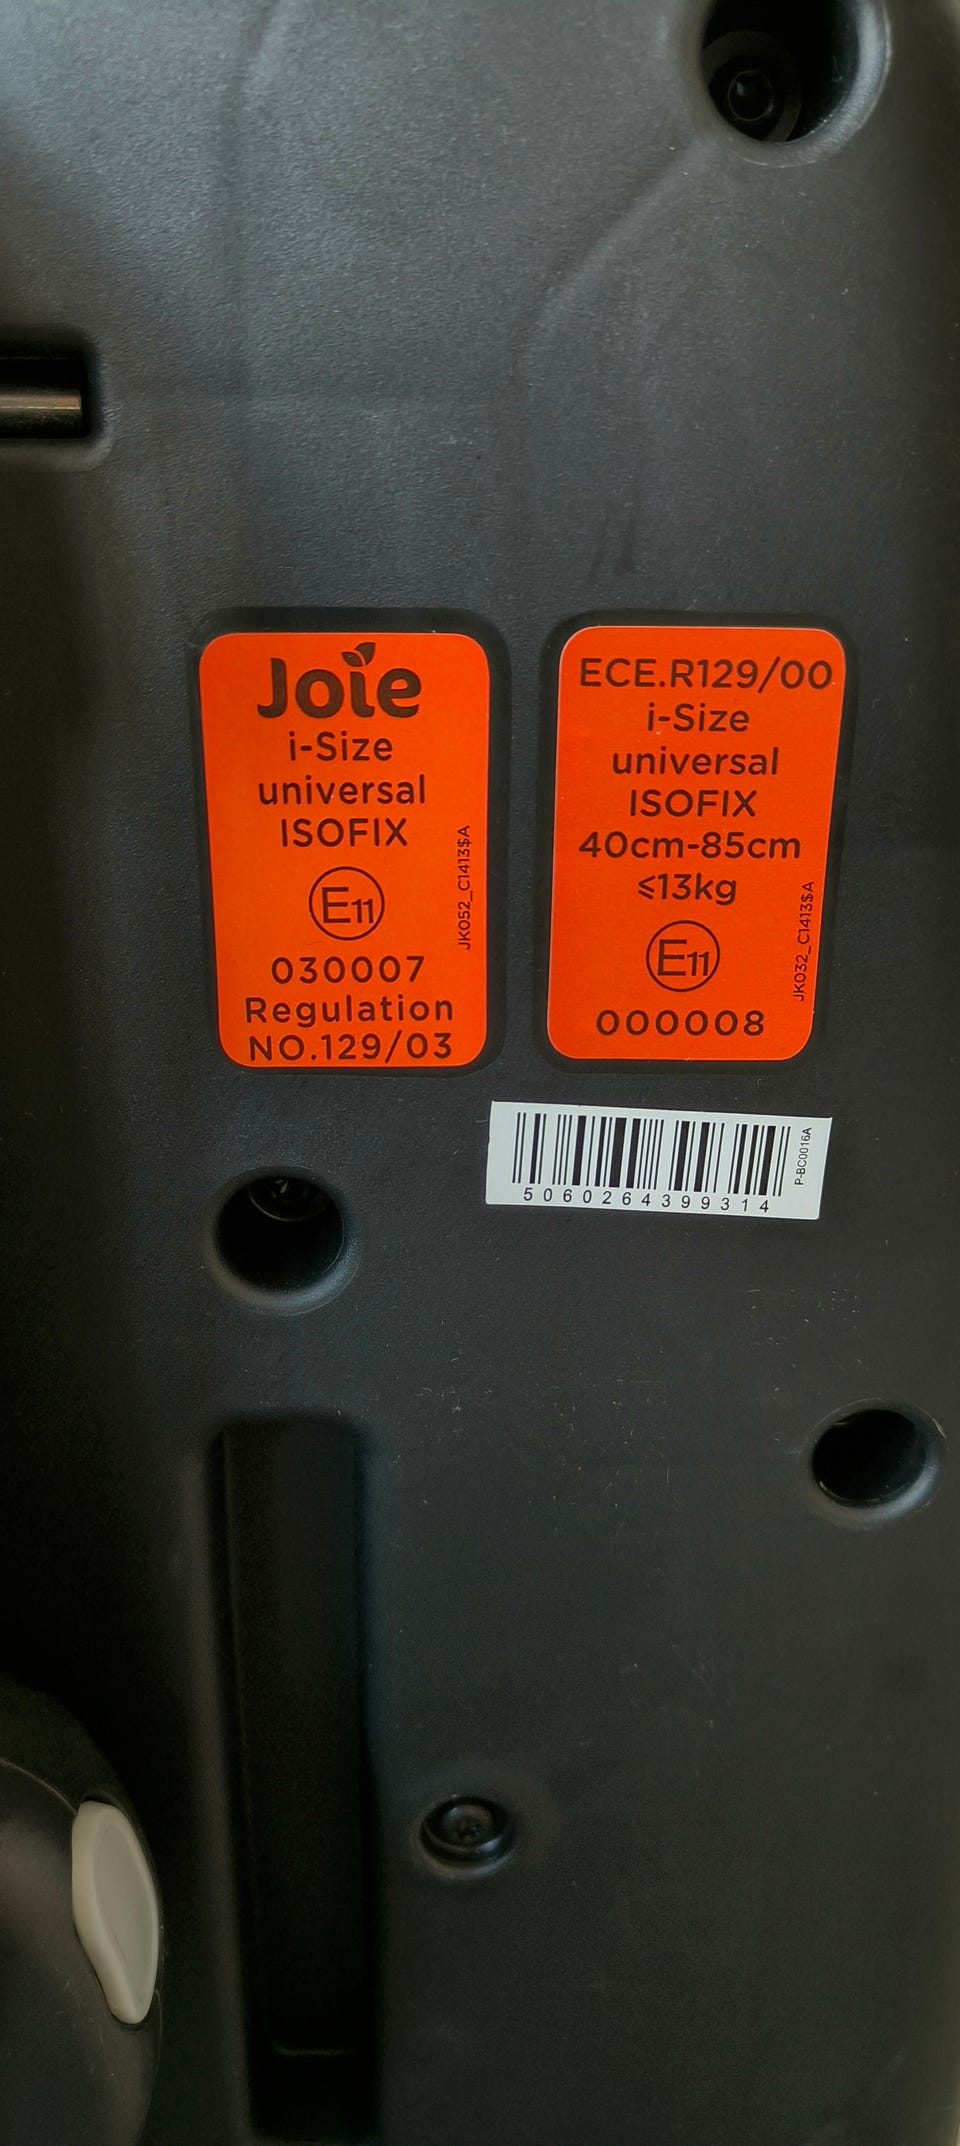 Joie
i-Size
universal
ISOFIX
E11
JK052_C1413$A
030007
Regulation
NO.129/03
ECE.R129/00
i-Size
universal
ISOFIX
40cm-85cm
≤13kg
E11
JK032_C1413$A
000008
5060264399314
P-BC0016A